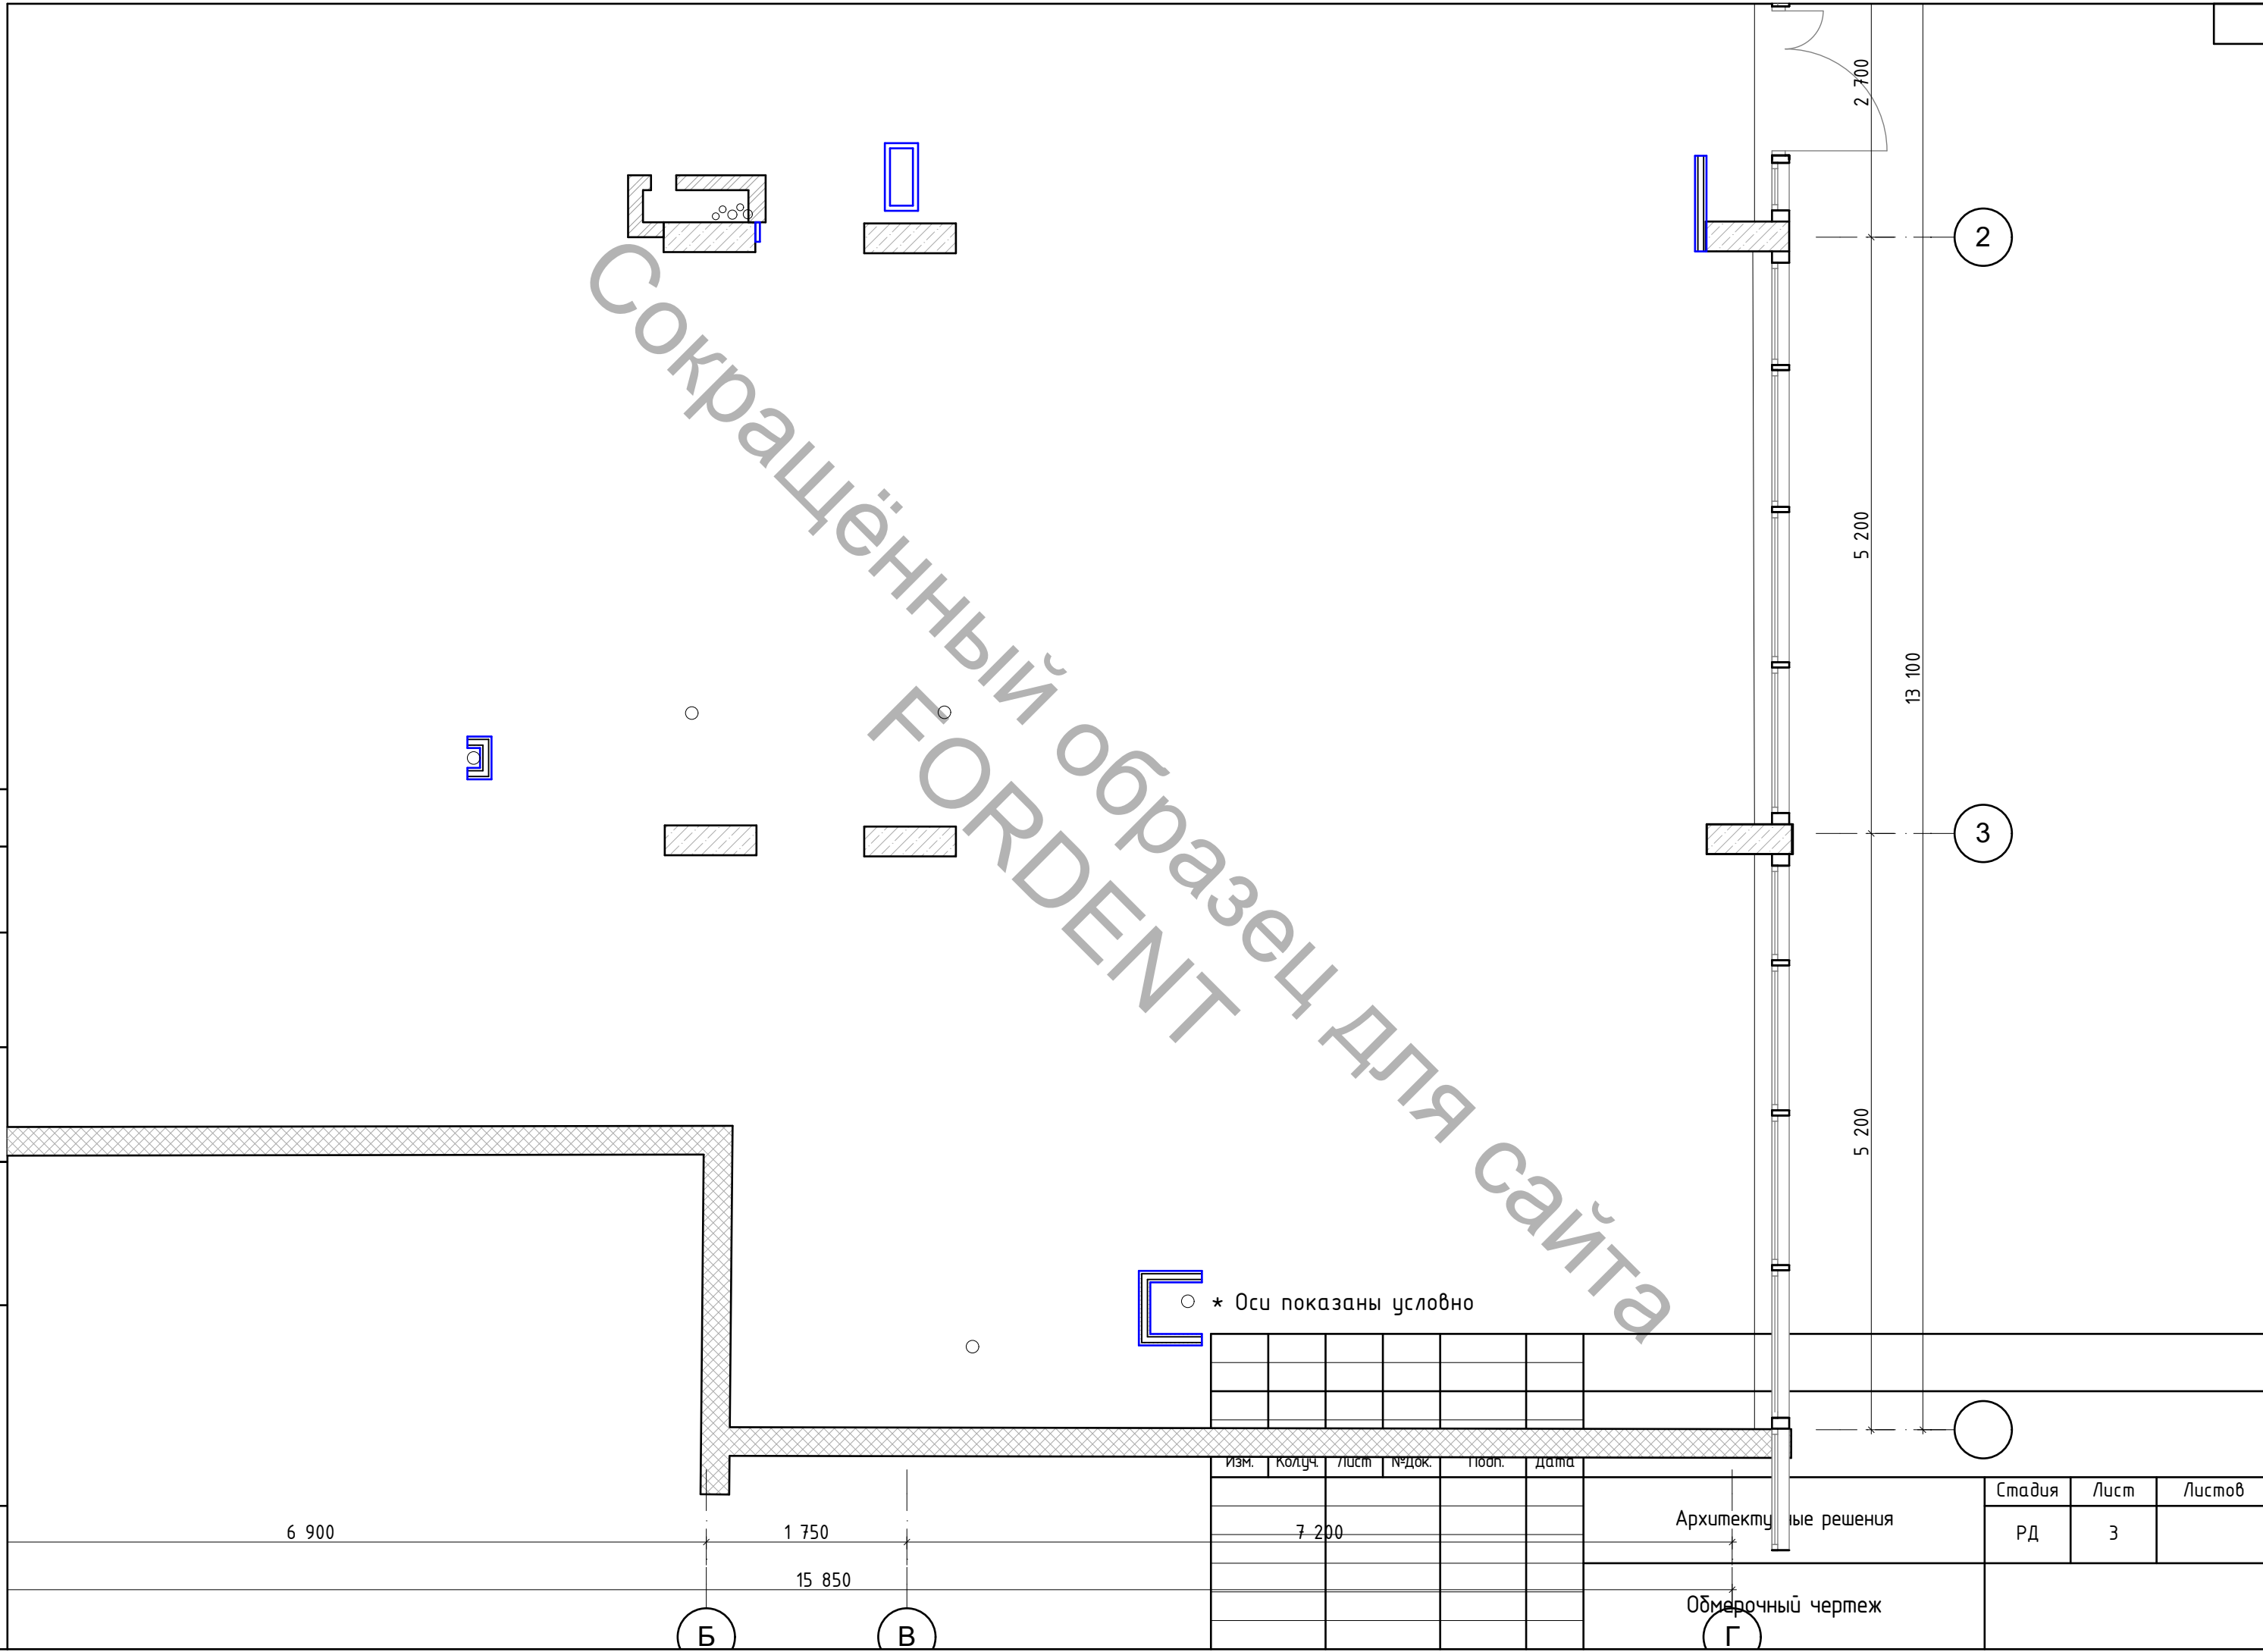 2 700
2
Сокращённый образец для сайта
FORDENT
5 200
13 100
3
5 200
* Оси показаны условно
Изм. Кол.уч. Лист №док. Подп. Дата
Стадия Лист Листов
Архитектурные решения
РД 3
6 900 1 750 7 200
15 850
Обмерочный чертеж
Б В Г